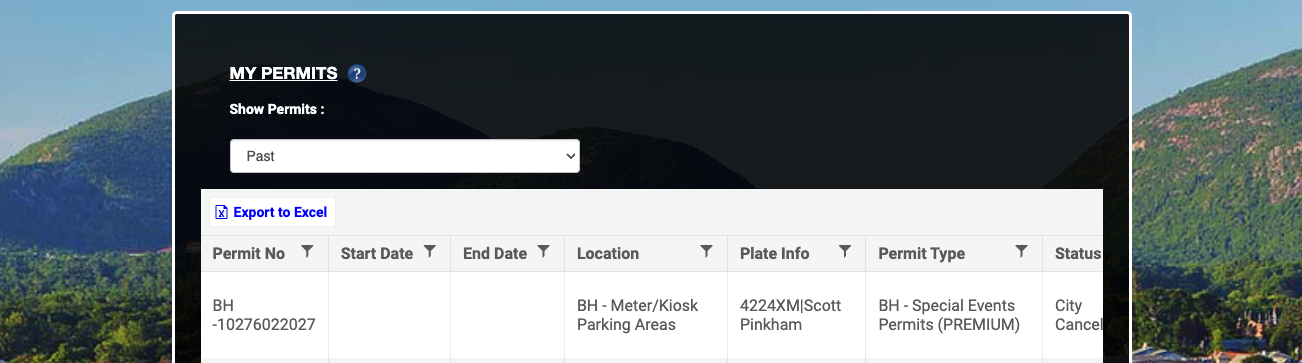 MY PERMITS ?
Show Permits :
Past
Export to Excel
Permit No Start Date End Date Location Plate Info Permit Type Status
BH BH - Meter/Kiosk 4224XM|Scott BH - Special Events City
-10276022027 Parking Areas Pinkham Permits (PREMIUM) Cancel